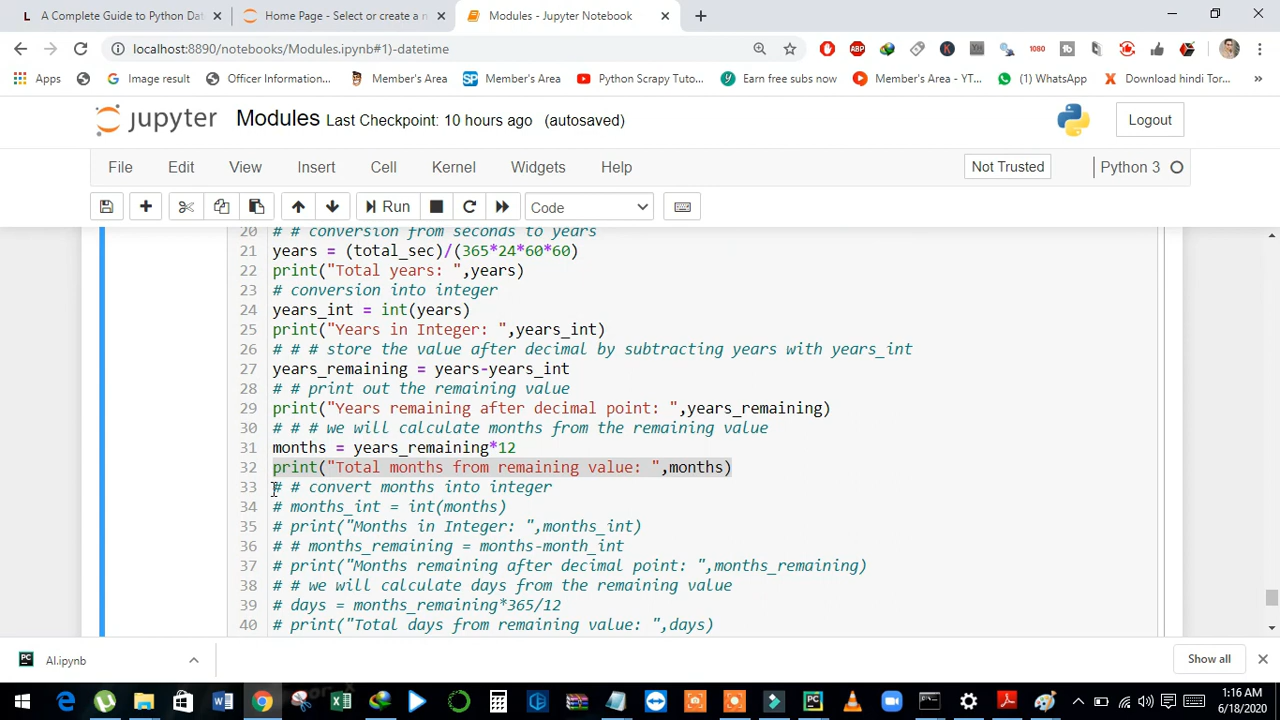 A Complete Guide to Python Dat
Home Page - Select or create a n
Modules - Jupyter Notebook
localhost:8890/notebooks/Modules.ipynb#1)-datetime
ABP
1080
Apps
Image result
Officer Information...
Member's Area
SP Member's Area
Python Scrapy Tuto...
Earn free subs now
Member's Area - YT...
(1) WhatsApp
Download hindi Tor...
»
jupyter Modules Last Checkpoint: 10 hours ago (autosaved)
Logout
File Edit View Insert Cell Kernel Widgets Help
Not Trusted
Python 3
Run
Code
20 # # conversion from seconds to years
21 years = (total_sec)/(365*24*60*60)
22 print("Total years: ",years)
23 # conversion into integer
24 years_int = int(years)
25 print("Years in Integer: ",years_int)
26 # # # store the value after decimal by subtracting years with years_int
27 years_remaining = years-years_int
28 # # print out the remaining value
29 print("Years remaining after decimal point: ",years_remaining)
30 # # # we will calculate months from the remaining value
31 months = years_remaining*12
32 print("Total months from remaining value: ",months)
33 # # convert months into integer
34 # months_int = int(months)
35 # print("Months in Integer: ",months_int)
36 # # months_remaining = months-month_int
37 # print("Months remaining after decimal point: ",months_remaining)
38 # # we will calculate days from the remaining value
39 # days = months_remaining*365/12
40 # print("Total days from remaining value: ",days)
AI.ipynb
Show all
1:16 AM
6/18/2020